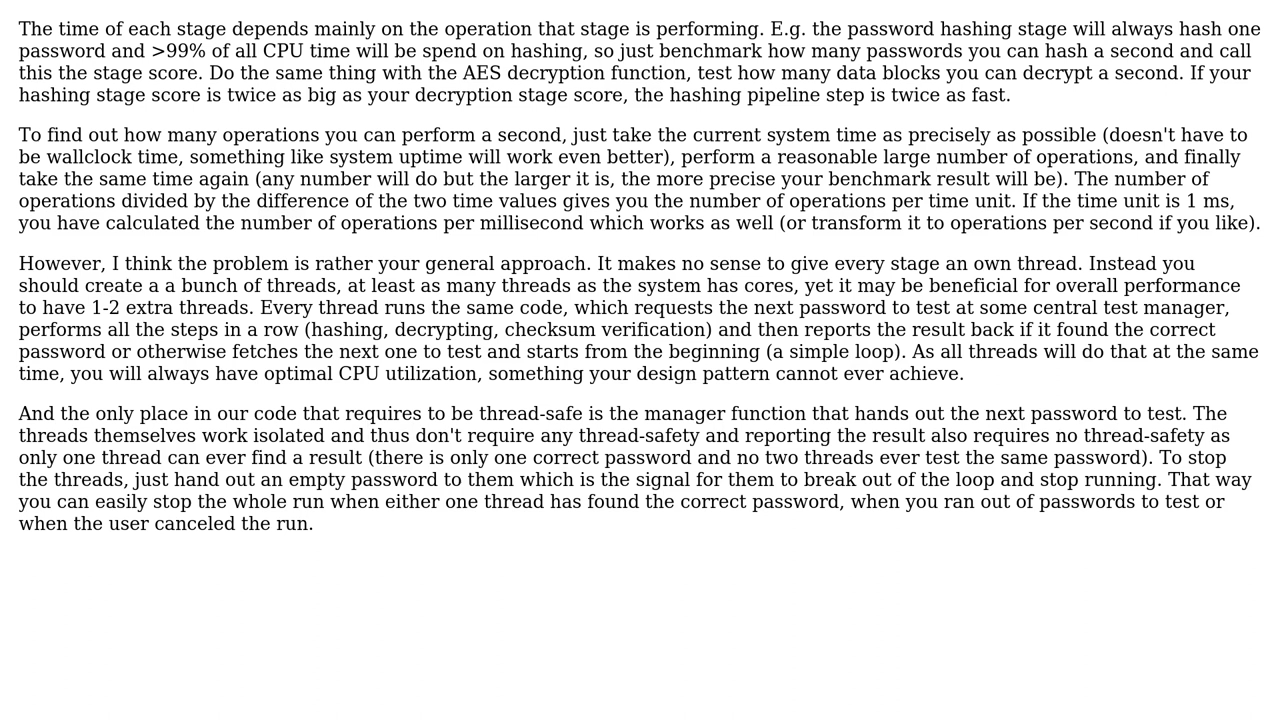 The time of each stage depends mainly on the operation that stage is performing. E.g. the password hashing stage will always hash one
password and >99% of all CPU time will be spend on hashing, so just benchmark how many passwords you can hash a second and call
this the stage score. Do the same thing with the AES decryption function, test how many data blocks you can decrypt a second. If your
hashing stage score is twice as big as your decryption stage score, the hashing pipeline step is twice as fast.
To find out how many operations you can perform a second, just take the current system time as precisely as possible (doesn't have to
be wallclock time, something like system uptime will work even better), perform a reasonable large number of operations, and finally
take the same time again (any number will do but the larger it is, the more precise your benchmark result will be). The number of
operations divided by the difference of the two time values gives you the number of operations per time unit. If the time unit is 1 ms,
you have calculated the number of operations per millisecond which works as well (or transform it to operations per second if you like).
However, I think the problem is rather your general approach. It makes no sense to give every stage an own thread. Instead you
should create a a bunch of threads, at least as many threads as the system has cores, yet it may be beneficial for overall performance
to have 1-2 extra threads. Every thread runs the same code, which requests the next password to test at some central test manager,
performs all the steps in a row (hashing, decrypting, checksum verification) and then reports the result back if it found the correct
password or otherwise fetches the next one to test and starts from the beginning (a simple loop). As all threads will do that at the same
time, you will always have optimal CPU utilization, something your design pattern cannot ever achieve.
And the only place in our code that requires to be thread-safe is the manager function that hands out the next password to test. The
threads themselves work isolated and thus don't require any thread-safety and reporting the result also requires no thread-safety as
only one thread can ever find a result (there is only one correct password and no two threads ever test the same password). To stop
the threads, just hand out an empty password to them which is the signal for them to break out of the loop and stop running. That way
you can easily stop the whole run when either one thread has found the correct password, when you ran out of passwords to test or
when the user canceled the run.